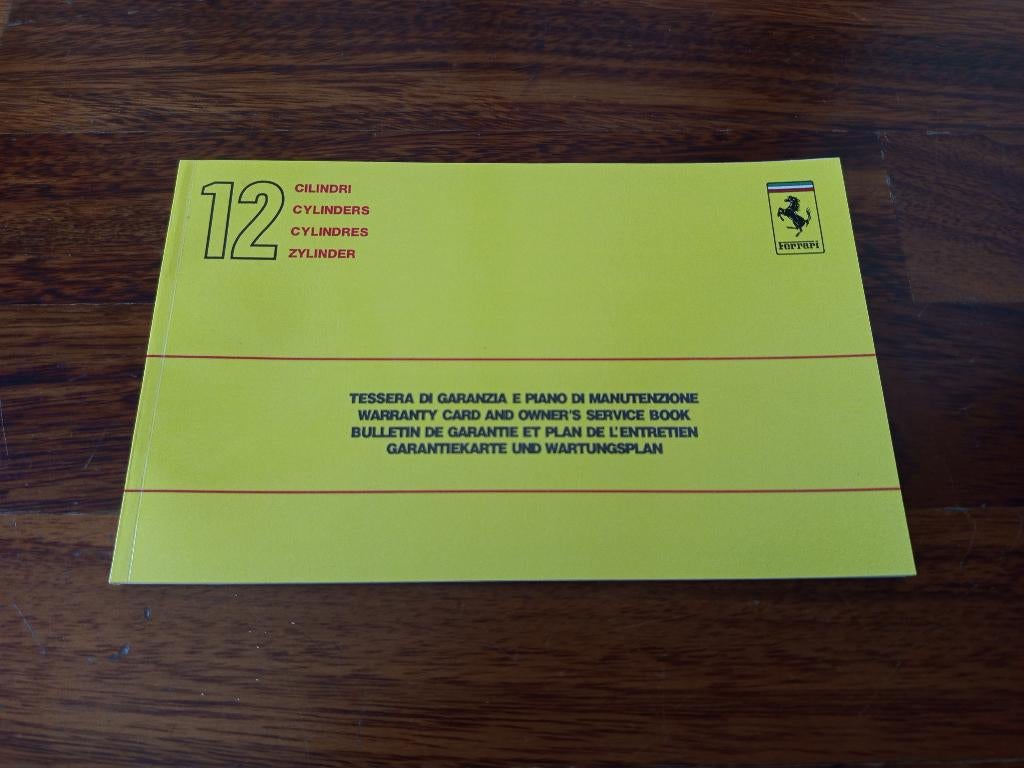 12
CILINDRI
CYLINDERS
CYLINDRES
ZYLINDER
Ferrari
TESSERA DI GARANZIA E PIANO DI MANUTENZIONE
WARRANTY CARD AND OWNER'S SERVICE BOOK
BULLETIN DE GARANTIE ET PLAN DE L'ENTRETIEN
GARANTIEKARTE UND WARTUNGSPLAN